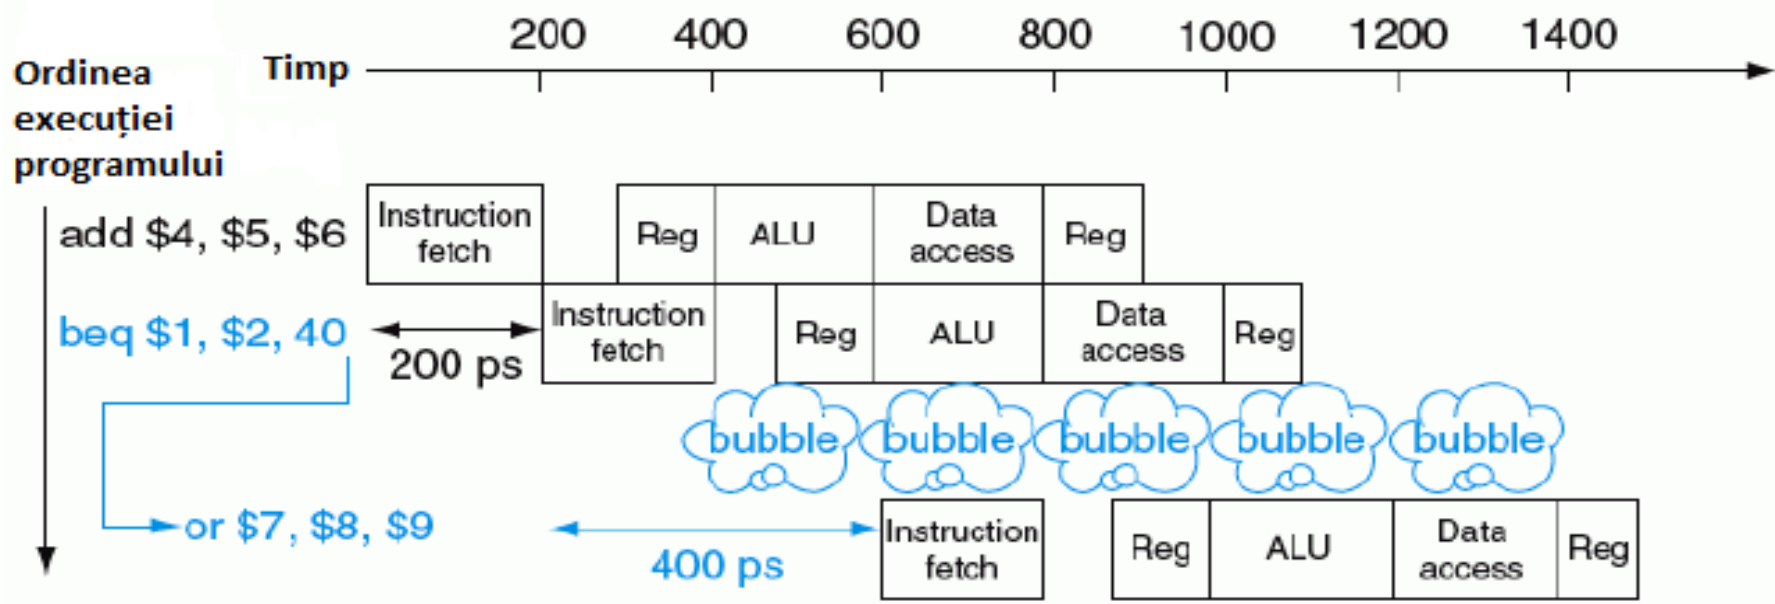 200 400 600 800 1000 1200 1400
Timp
Ordinea
execuției
programului
add $4, $5, $6
Instruction
fetch
Reg
ALU
Data
access
Reg
beq $1, $2, 40
200 ps
Instruction
fetch
Reg
ALU
Data
access
Reg
bubble bubble bubble bubble bubble
or $7, $8, $9
400 ps
Instruction
fetch
Reg
ALU
Data
access
Reg